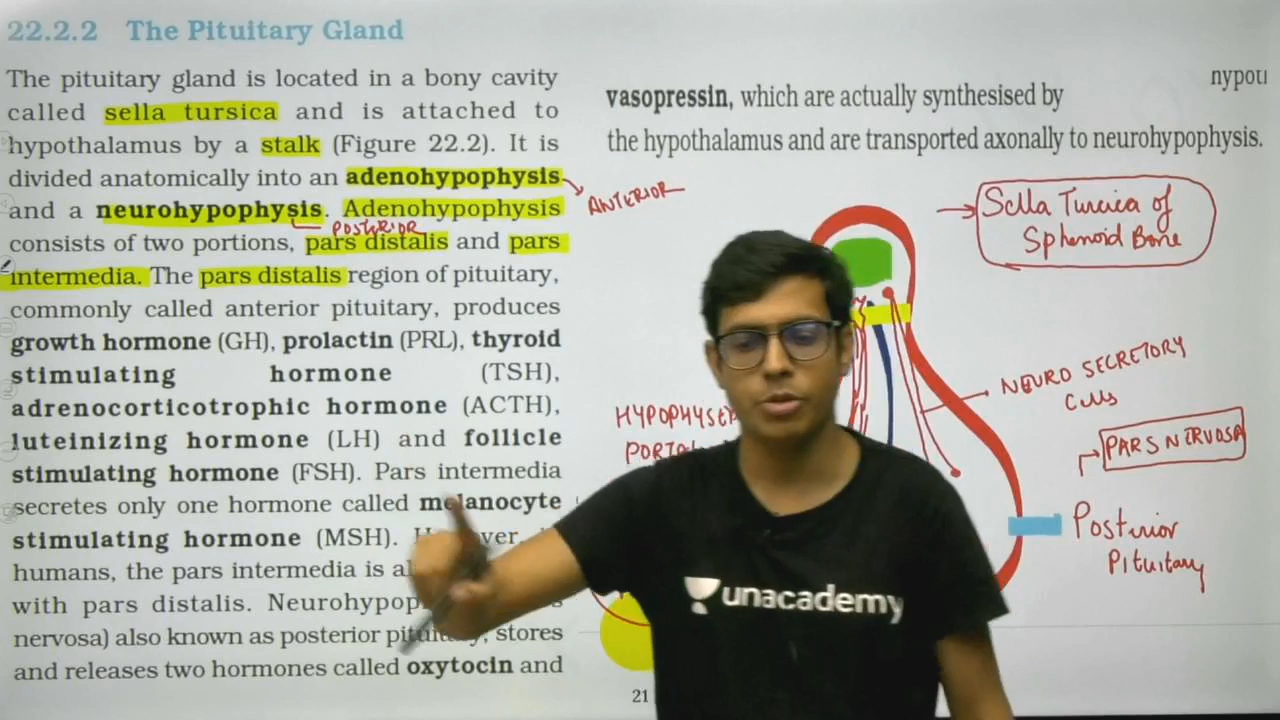 22.2.2 The Pituitary Gland
The pituitary gland is located in a bony cavity
called sella tursica and is attached to
hypothalamus by a stalk (Figure 22.2). It is
divided anatomically into an adenohypophysis
and a neurohypophysis. Adenohypophysis
consists of two portions, pars distalis and pars
intermedia. The pars distalis region of pituitary,
commonly called anterior pituitary, produces
growth hormone (GH), prolactin (PRL), thyroid
stimulating hormone (TSH),
adrenocorticotrophic hormone (ACTH),
luteinizing hormone (LH) and follicle
stimulating hormone (FSH). Pars intermedia
secretes only one hormone called melanocyte
stimulating hormone (MSH).
humans, the pars intermedia is
with pars distalis.
nervosa) also known as posterior stores
and releases two hormones called oxytocin and
vasopressin, which are actually synthesised by
the hypothalamus and are transported axonally to neurohypophysis.
ANTERIOR
POSTERIOR
Sella Turcica of
Sphenoid Bone
NEURO SECRETORY
Cells
PARS NERVOSA
Posterior
Pituitary
unacademy
21